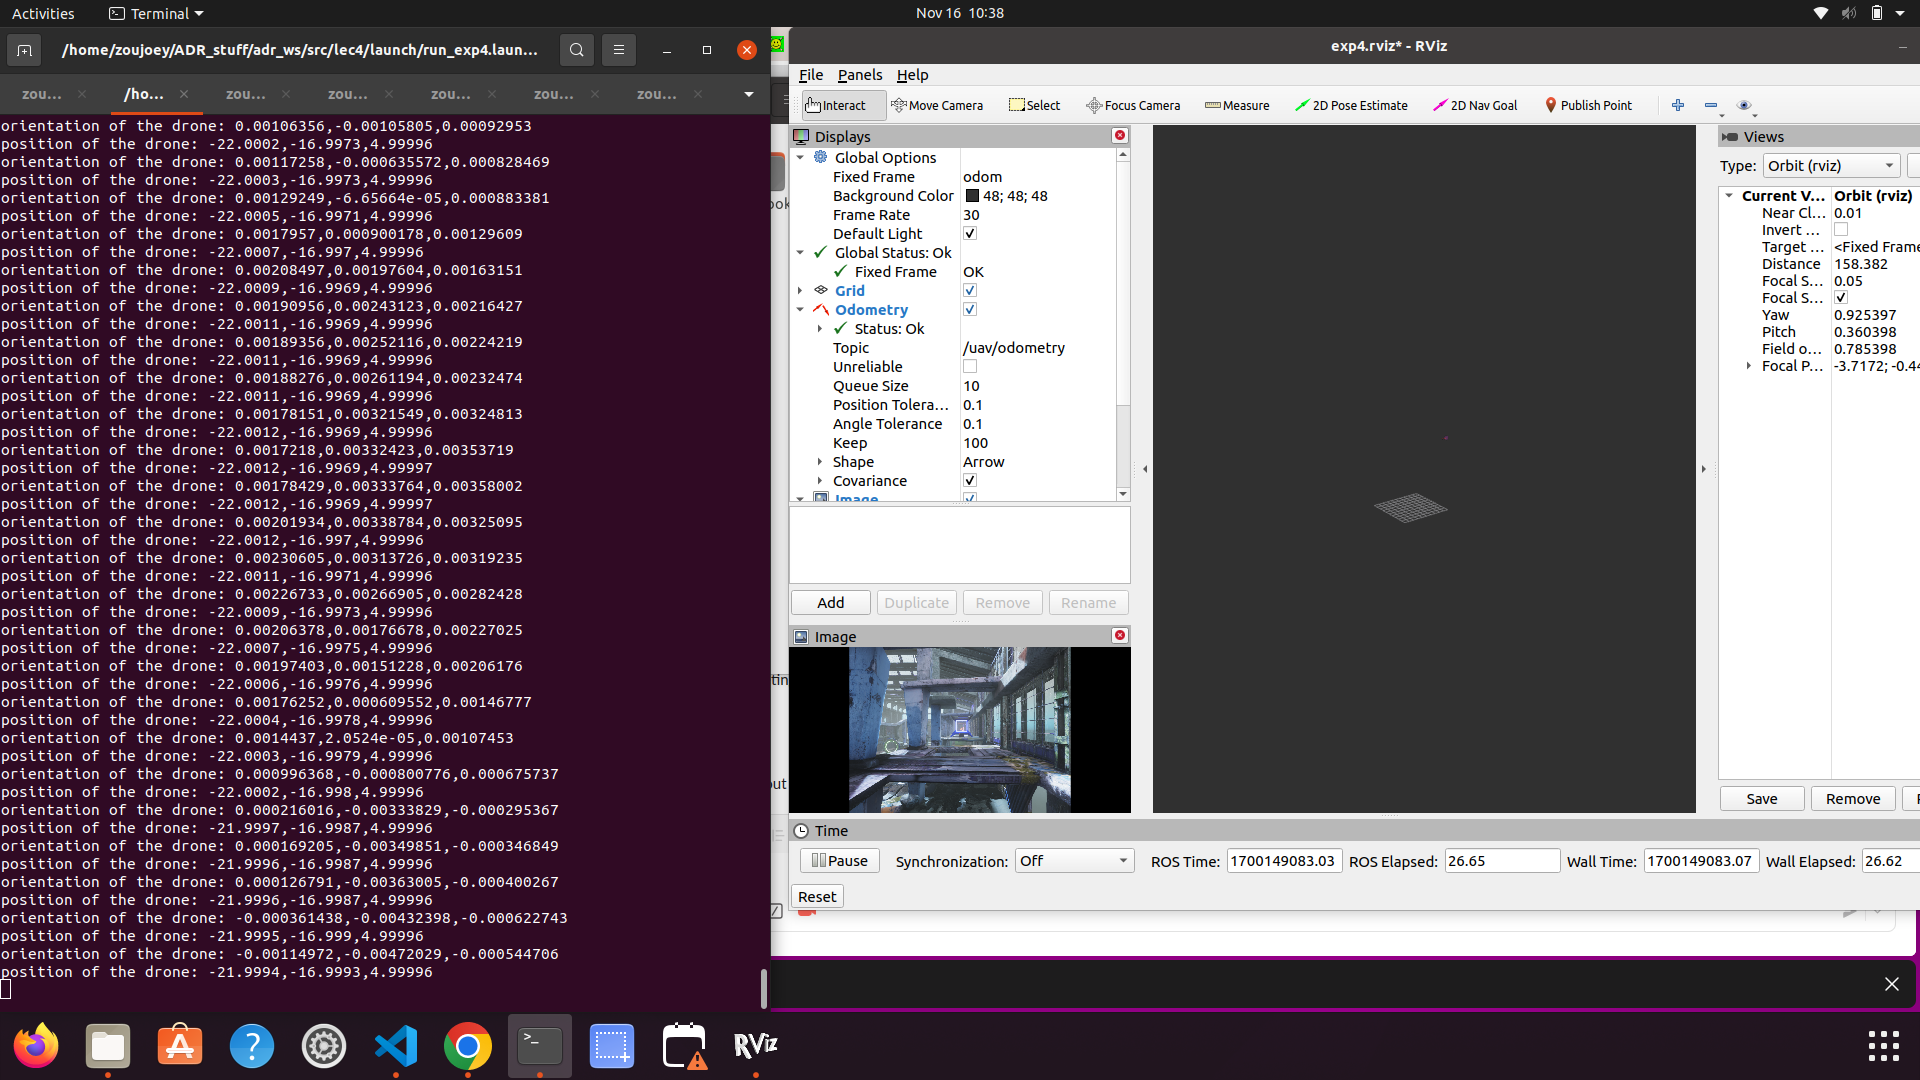 Activities
Terminal
Nov 16 10:38
/home/zoujoey/ADR_stuff/adr_ws/src/lec4/launch/run_exp4.laun...
zou...
/ho...
zou...
zou...
zou...
zou...
zou...
orientation of the drone: 0.00106356,-0.00105805,0.00092953
position of the drone: -22.0002,-16.9973,4.99996
orientation of the drone: 0.00117258,-0.000635572,0.000828469
position of the drone: -22.0003,-16.9973,4.99996
orientation of the drone: 0.00129249,-6.65664e-05,0.000883381
position of the drone: -22.0005,-16.9971,4.99996
orientation of the drone: 0.0017957,0.000900178,0.00129609
position of the drone: -22.0007,-16.997,4.99996
orientation of the drone: 0.00208497,0.00197604,0.00163151
position of the drone: -22.0009,-16.9969,4.99996
orientation of the drone: 0.00190956,0.00243123,0.00216427
position of the drone: -22.0011,-16.9969,4.99996
orientation of the drone: 0.00189356,0.00252116,0.00224219
position of the drone: -22.0011,-16.9969,4.99996
orientation of the drone: 0.00188276,0.00261194,0.00232474
position of the drone: -22.0011,-16.9969,4.99996
orientation of the drone: 0.00178151,0.00321549,0.00324813
position of the drone: -22.0012,-16.9969,4.99996
orientation of the drone: 0.0017218,0.00332423,0.00353719
position of the drone: -22.0012,-16.9969,4.99997
orientation of the drone: 0.00178429,0.00333764,0.00358002
position of the drone: -22.0012,-16.9969,4.99997
orientation of the drone: 0.00201934,0.00338784,0.00325095
position of the drone: -22.0012,-16.997,4.99996
orientation of the drone: 0.00230605,0.00313726,0.00319235
position of the drone: -22.0011,-16.9971,4.99996
orientation of the drone: 0.00226733,0.00266905,0.00282428
position of the drone: -22.0009,-16.9973,4.99996
orientation of the drone: 0.00206378,0.00176678,0.00227025
position of the drone: -22.0007,-16.9975,4.99996
orientation of the drone: 0.00197403,0.00151228,0.00206176
position of the drone: -22.0006,-16.9976,4.99996
orientation of the drone: 0.00176252,0.000609552,0.00146777
position of the drone: -22.0004,-16.9978,4.99996
orientation of the drone: 0.0014437,2.0524e-05,0.00107453
position of the drone: -22.0003,-16.9979,4.99996
orientation of the drone: 0.000996368,-0.000800776,0.000675737
position of the drone: -22.0002,-16.998,4.99996
orientation of the drone: 0.000216016,-0.00333829,-0.000295367
position of the drone: -21.9997,-16.9987,4.99996
orientation of the drone: 0.000169205,-0.00349851,-0.000346849
position of the drone: -21.9996,-16.9987,4.99996
orientation of the drone: 0.000126791,-0.00363005,-0.000400267
position of the drone: -21.9996,-16.9987,4.99996
orientation of the drone: -0.000361438,-0.00432398,-0.000622743
position of the drone: -21.9995,-16.999,4.99996
orientation of the drone: -0.00114972,-0.00472029,-0.000544706
position of the drone: -21.9994,-16.9993,4.99996
exp4.rviz* - RViz
File Panels Help
Interact Move Camera Select Focus Camera Measure 2D Pose Estimate 2D Nav Goal Publish Point
Displays
Global Options
Fixed Frame odom
Background Color 48; 48; 48
Frame Rate 30
Default Light
Global Status: Ok
Fixed Frame OK
Grid
Odometry
Status: Ok
Topic /uav/odometry
Unreliable
Queue Size 10
Position Tolera... 0.1
Angle Tolerance 0.1
Keep 100
Shape Arrow
Covariance
Image
Add Duplicate Remove Rename
Image
Views
Type: Orbit (rviz)
Current V... Orbit (rviz)
Near Cl... 0.01
Invert ...
Target ... <Fixed Frame
Distance 158.382
Focal S... 0.05
Focal S...
Yaw 0.925397
Pitch 0.360398
Field o... 0.785398
Focal P... -3.7172; -0.44
Save Remove
Time
Pause Synchronization: Off ROS Time: 1700149083.03 ROS Elapsed: 26.65 Wall Time: 1700149083.07 Wall Elapsed: 26.62
Reset
RViz